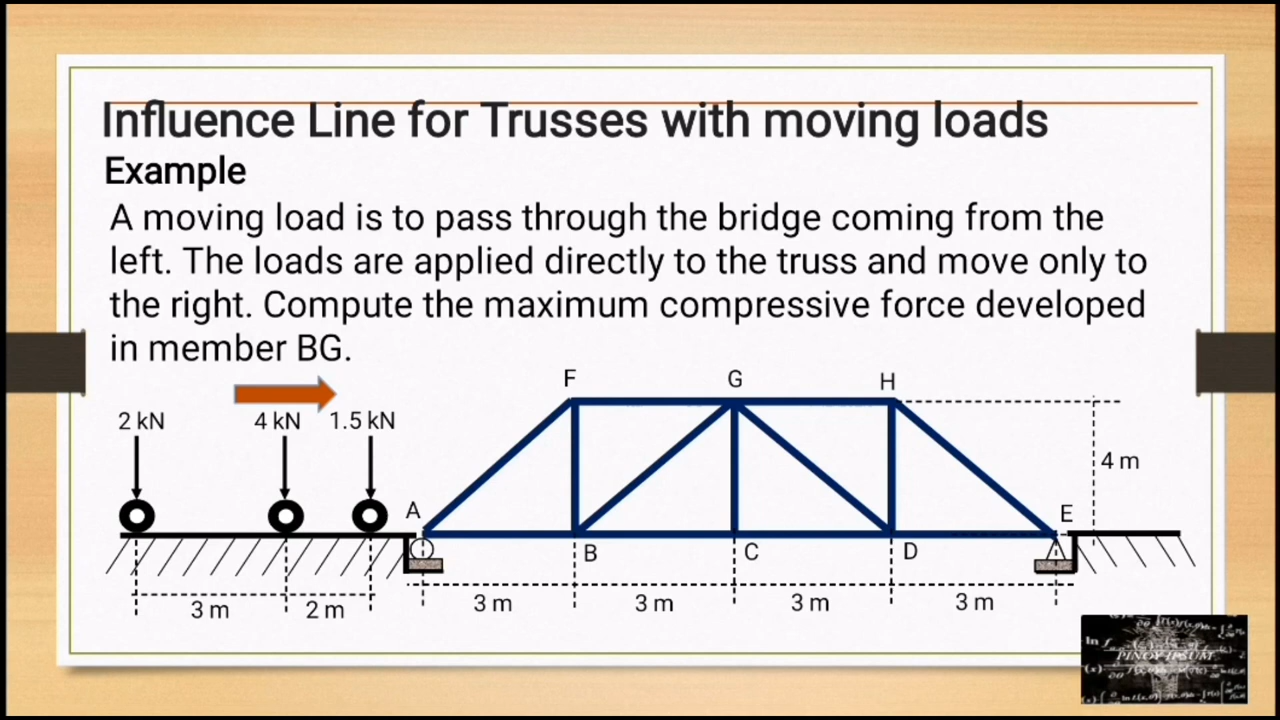 Influence Line for Trusses with moving loads
Example
A moving load is to pass through the bridge coming from the
left. The loads are applied directly to the truss and move only to
the right. Compute the maximum compressive force developed
in member BG.
F G H
2 kN 4 kN 1.5 kN
4 m
A E
B C D
3 m 2 m 3 m 3 m 3 m 3 m
PINOY IPSUM